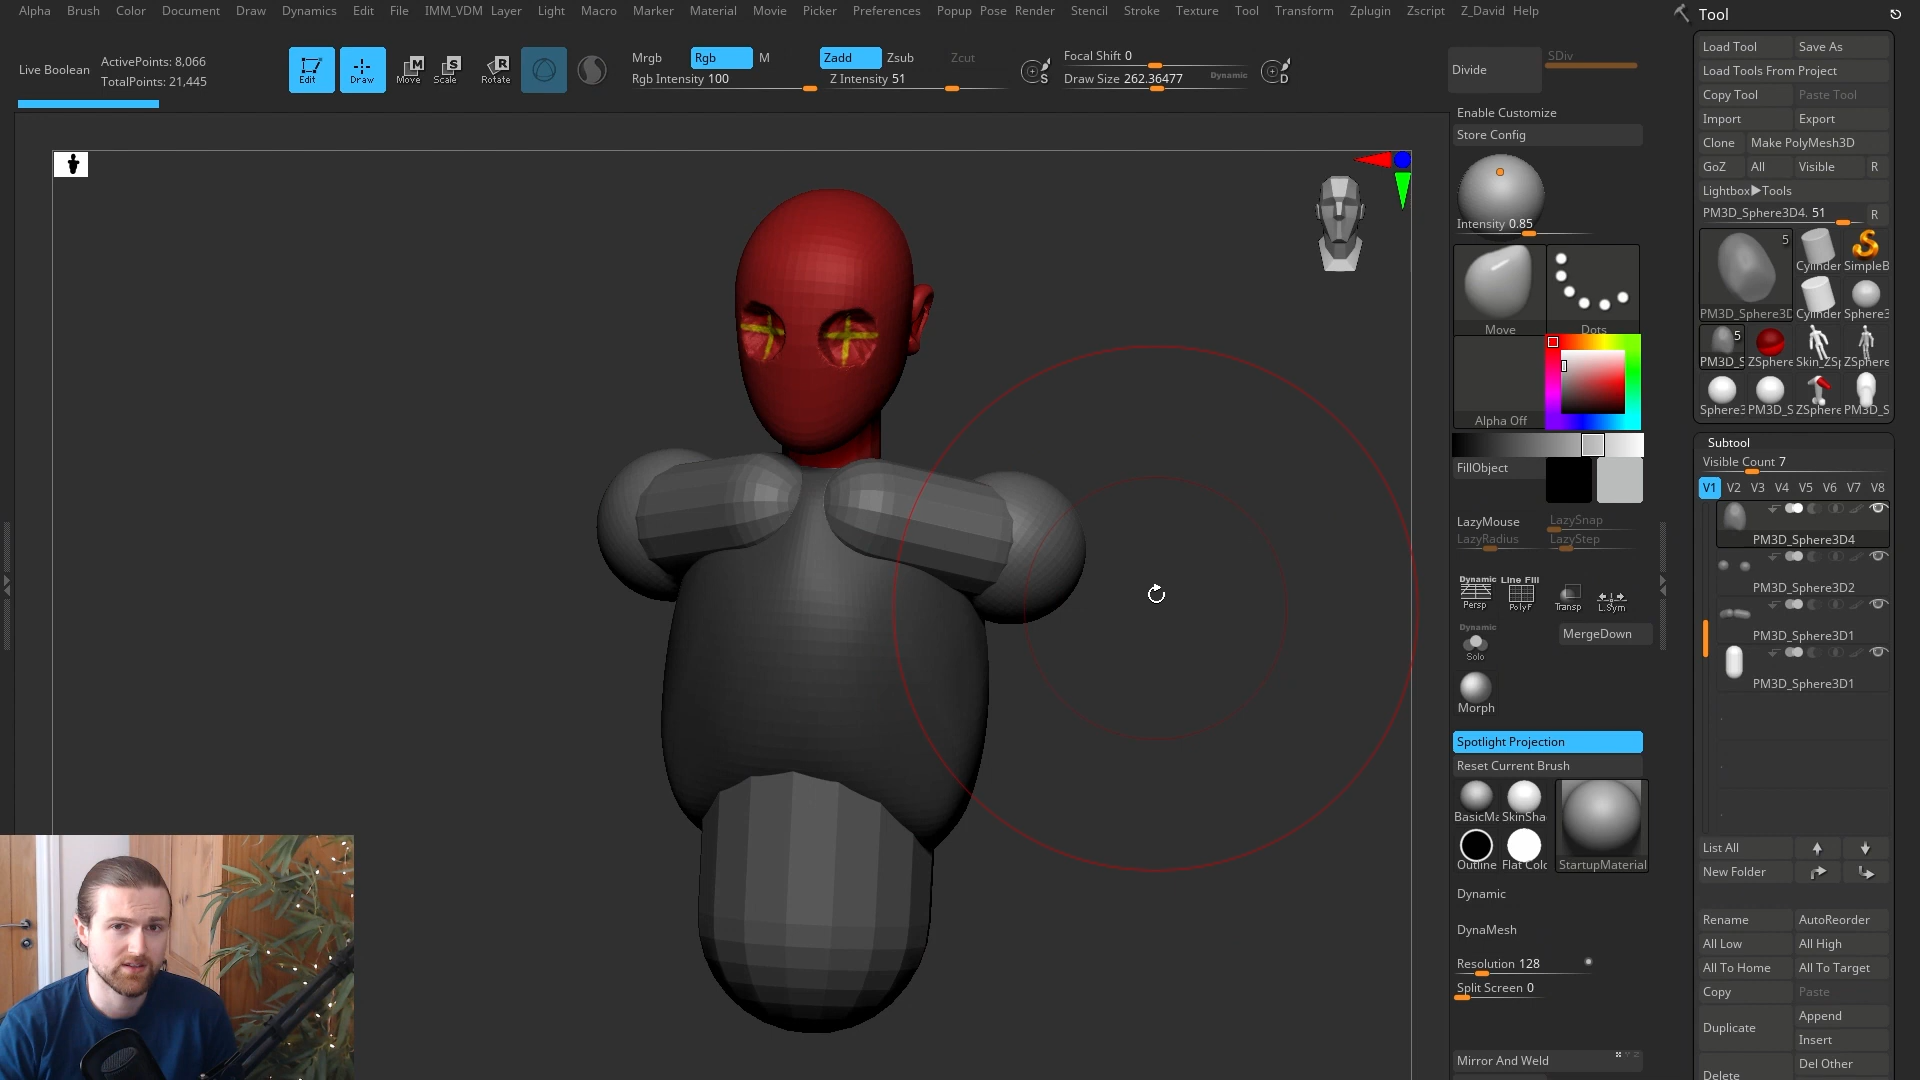 Alpha Brush Color Document Draw Dynamics Edit File IMM_VDM Layer Light Macro Marker Material Movie Picker Preferences Popup Pose Render Stencil Stroke Texture Tool Transform Zplugin Zscript Z_David Help
Tool
Live Boolean
ActivePoints: 8,066
TotalPoints: 21,445
Edit
Draw
Move
Scale
Rotate
Mrgb Rgb M
Rgb Intensity 100
Zadd Zsub Zcut
Z Intensity 51
Focal Shift 0
Draw Size 262.36477
Dynamic
S
D
Divide
SDiv
Enable Customize
Store Config
Intensity 0.85
Move
Dots
Alpha Off
FillObject
LazyMouse LazySnap
LazyRadius LazyStep
Dynamic
Persp
Line Fill
PolyF
Transp
L.Sym
Dynamic
Solo
MergeDown
Morph
Spotlight Projection
Reset Current Brush
BasicMa SkinSha
Outline Flat Colo
StartupMaterial
Dynamic
DynaMesh
Resolution 128
Split Screen 0
Mirror And Weld
Load Tool Save As
Load Tools From Project
Copy Tool Paste Tool
Import Export
Clone Make PolyMesh3D
GoZ All Visible R
Lightbox▶Tools
PM3D_Sphere3D4. 51 R
5
PM3D_Sphere3D
Cylinder SimpleB
Cylinder Sphere3
5
PM3D_S ZSphere Skin_ZSp ZSphere
Sphere3 PM3D_S ZSphere PM3D_S
Subtool
Visible Count 7
V1 V2 V3 V4 V5 V6 V7 V8
PM3D_Sphere3D4
PM3D_Sphere3D2
PM3D_Sphere3D1
PM3D_Sphere3D1
List All
New Folder
Rename AutoReorder
All Low All High
All To Home All To Target
Copy Paste
Duplicate Append
Insert
Delete Del Other